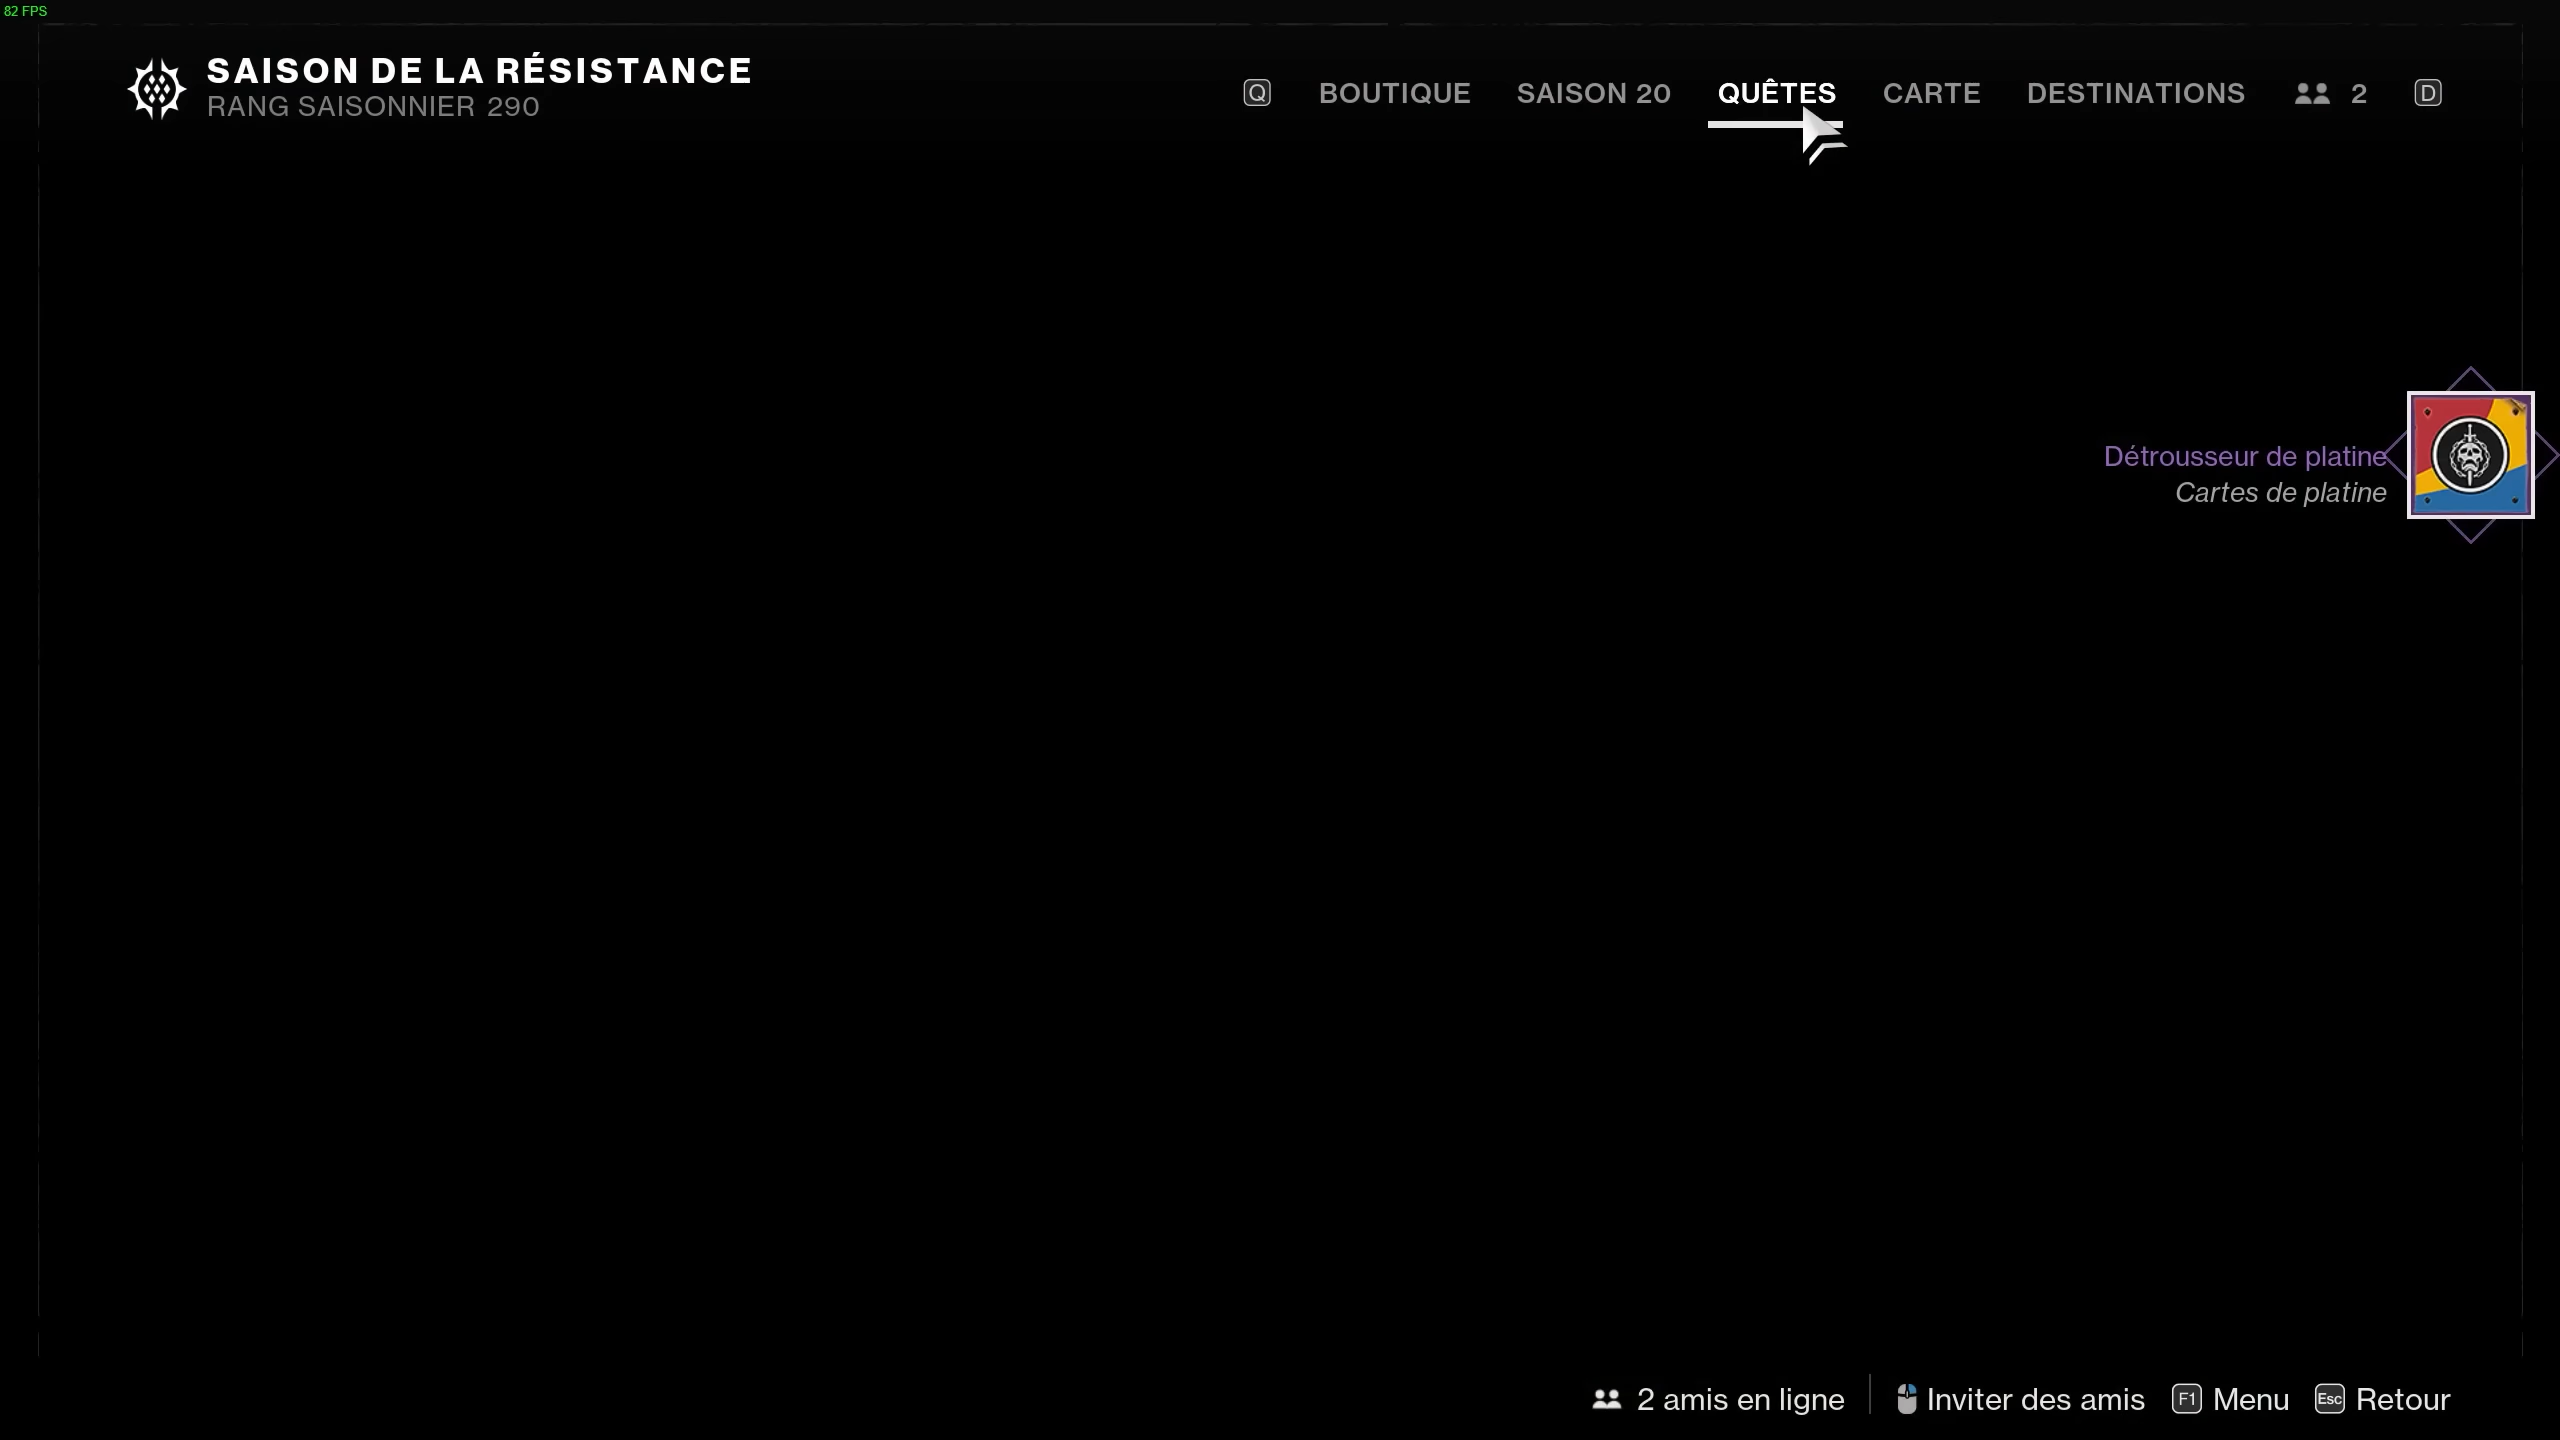 82 FPS
SAISON DE LA RÉSISTANCE
RANG SAISONNIER 290
Q BOUTIQUE SAISON 20 QUÊTES CARTE DESTINATIONS 2 D
Détrousseur de platine
Cartes de platine
2 amis en ligne Inviter des amis F1 Menu Esc Retour